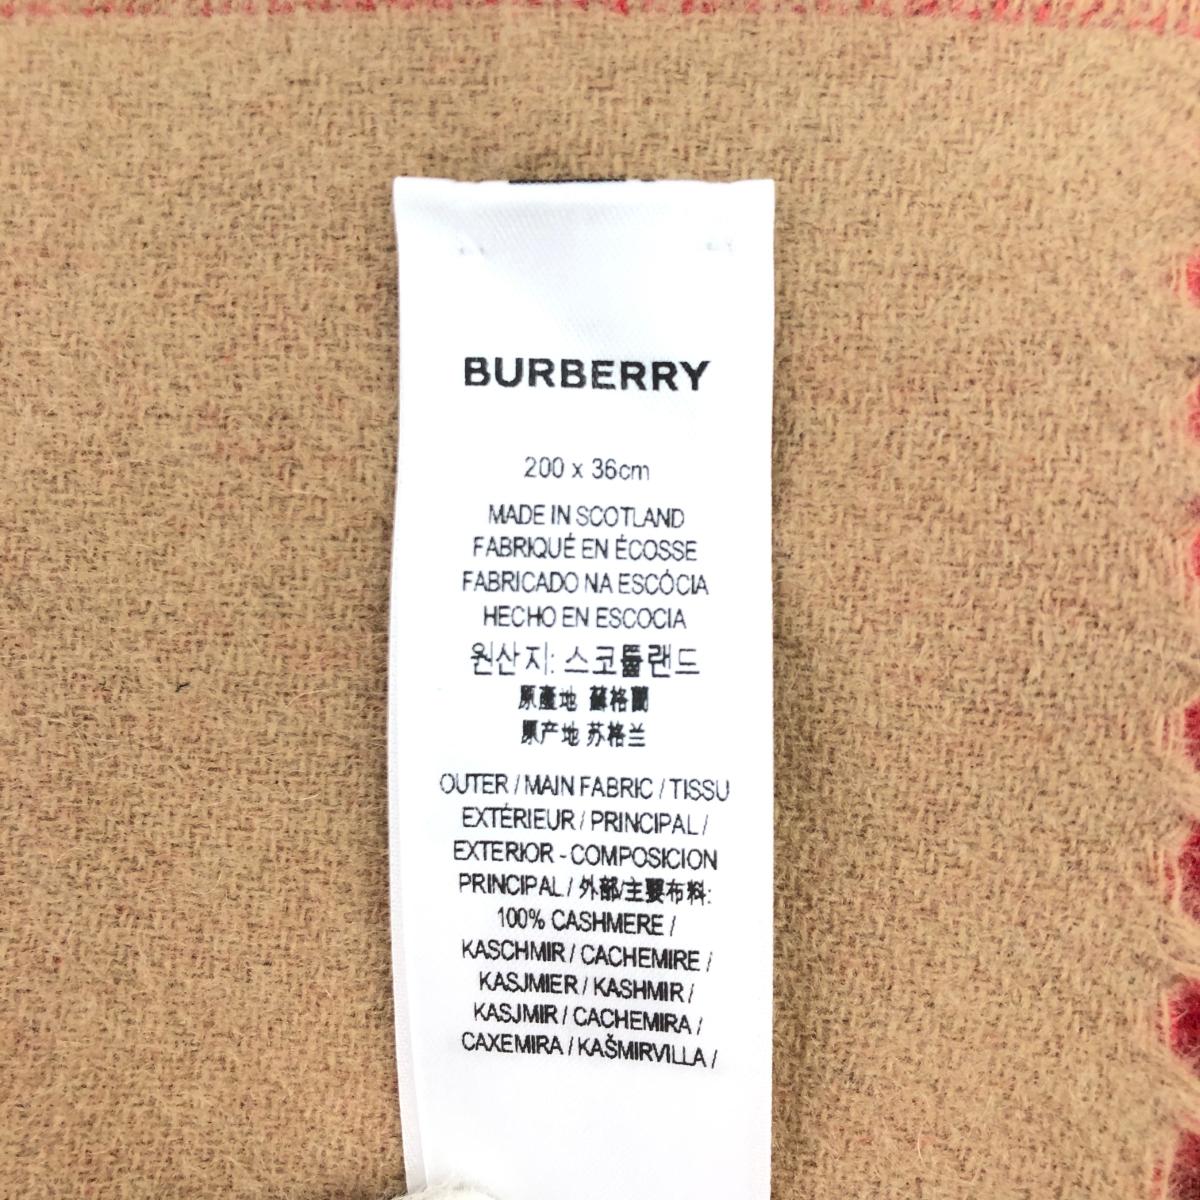 BURBERRY
200 x 36cm
MADE IN SCOTLAND
FABRIQUÉ EN ÉCOSSE
FABRICADO NA ESCÓCIA
HECHO EN ESCOCIA
원산지: 스코틀랜드
原產地 蘇格蘭
原产地 苏格兰
OUTER / MAIN FABRIC / TISSU
EXTÉRIEUR / PRINCIPAL /
EXTERIOR - COMPOSICION
PRINCIPAL / 外部/主要布料:
100% CASHMERE /
KASCHMIR / CACHEMIRE /
KASJMIER / KASHMIR /
KASJMIR / CACHEMIRA /
CAXEMIRA / KAŠMIRVILLA /